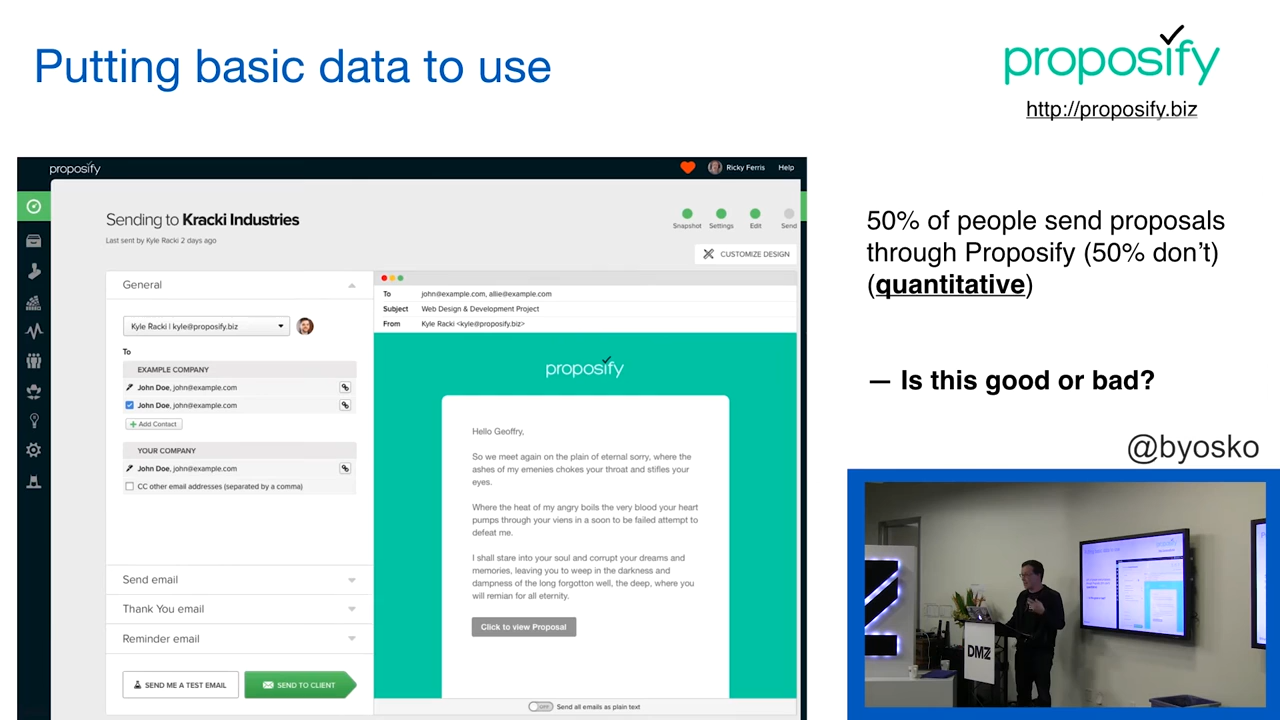 Putting basic data to use
proposify
http://proposify.biz
proposify
Ricky Ferris
Help
Sending to Kracki Industries
Last sent by Kyle Racki 2 days ago
Snapshot
Settings
Edit
Send
CUSTOMIZE DESIGN
General
Kyle Racki | kyle@proposify.biz
To
EXAMPLE COMPANY
John Doe, john@example.com
John Doe, john@example.com
+ Add Contact
YOUR COMPANY
John Doe, john@example.com
CC other email addresses (separated by a comma)
Send email
Thank You email
Reminder email
SEND ME A TEST EMAIL
SEND TO CLIENT
To john@example.com, allie@example.com
Subject Web Design & Development Project
From Kyle Racki <kyle@proposify.biz>
proposify
Hello Geoffry,
So we meet again on the plain of eternal sorry, where the
ashes of my emenies chokes your throat and stifles your
eyes.
Where the heat of my angry boils the very blood your heart
pumps through your viens in a soon to be failed attempt to
defeat me.
I shall stare into your soul and corrupt your dreams and
memories, leaving you to weep in the darkness and
dampness of the long forgotton well, the deep, where you
will remian for all eternity.
Click to view Proposal
OFF
Send all emails as plain text
50% of people send proposals
through Proposify (50% don't)
(quantitative)
— Is this good or bad?
@byosko
DMZ